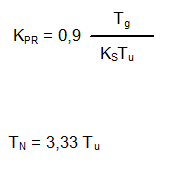 K_PR = 0,9 T_g / K_S T_u
T_N = 3,33 T_u